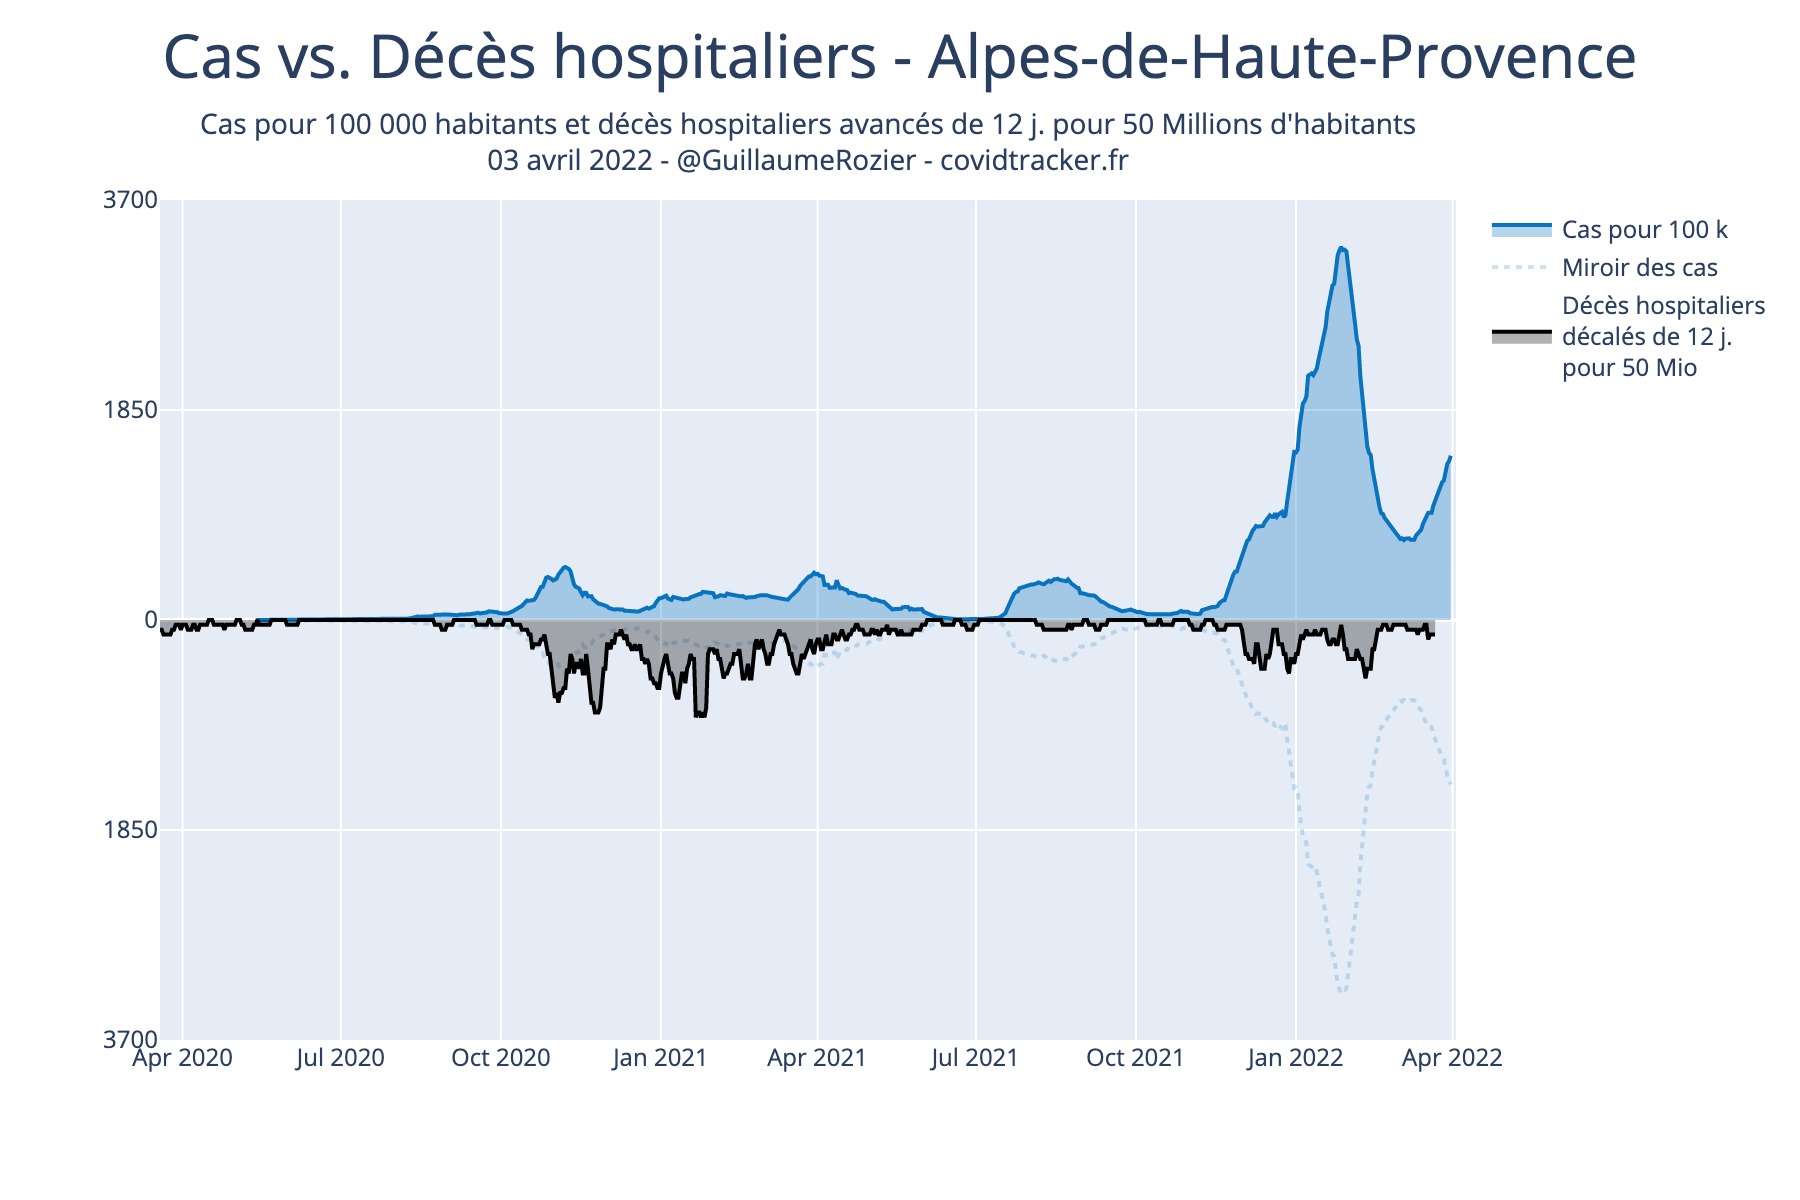 Cas vs. Décès hospitaliers - Alpes-de-Haute-Provence
Cas pour 100 000 habitants et décès hospitaliers avancés de 12 j. pour 50 Millions d'habitants
03 avril 2022 - @GuillaumeRozier - covidtracker.fr
3700
1850
0
1850
3700
Apr 2020
Jul 2020
Oct 2020
Jan 2021
Apr 2021
Jul 2021
Oct 2021
Jan 2022
Apr 2022
Cas pour 100 k
Miroir des cas
Décès hospitaliers
décalés de 12 j.
pour 50 Mio